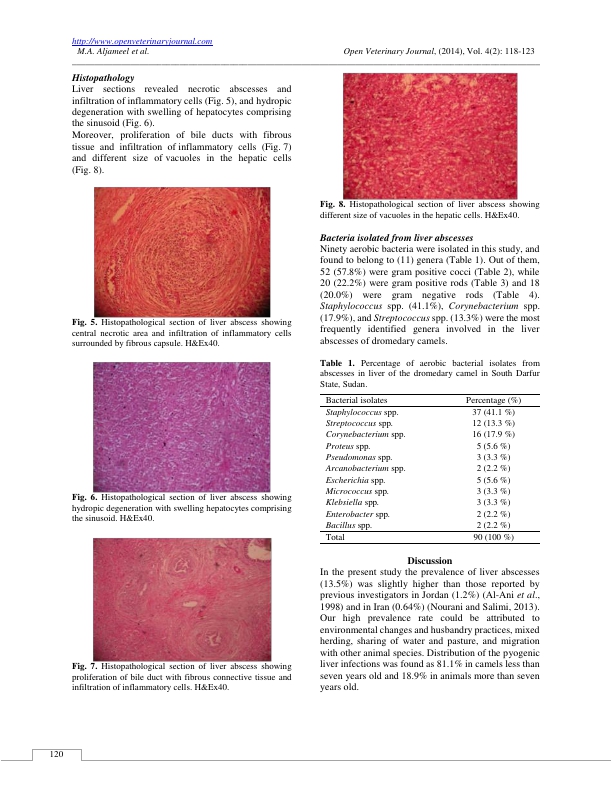 http://www.openveterinaryjournal.com
M.A. Aljameel et al.
Open Veterinary Journal, (2014), Vol. 4(2): 118-123
Histopathology
Liver sections revealed necrotic abscesses and
infiltration of inflammatory cells (Fig. 5), and hydropic
degeneration with swelling of hepatocytes comprising
the sinusoid (Fig. 6).
Moreover, proliferation of bile ducts with fibrous
tissue and infiltration of inflammatory cells (Fig. 7)
and different size of vacuoles in the hepatic cells
(Fig. 8).
Fig. 5. Histopathological section of liver abscess showing
central necrotic area and infiltration of inflammatory cells
surrounded by fibrous capsule. H&Ex40.
Fig. 6. Histopathological section of liver abscess showing
hydropic degeneration with swelling hepatocytes comprising
the sinusoid. H&Ex40.
Fig. 7. Histopathological section of liver abscess showing
proliferation of bile duct with fibrous connective tissue and
infiltration of inflammatory cells. H&Ex40.
Fig. 8. Histopathological section of liver abscess showing
different size of vacuoles in the hepatic cells. H&Ex40.
Bacteria isolated from liver abscesses
Ninety aerobic bacteria were isolated in this study, and
found to belong to (11) genera (Table 1). Out of them,
52 (57.8%) were gram positive cocci (Table 2), while
20 (22.2%) were gram positive rods (Table 3) and 18
(20.0%) were gram negative rods (Table 4).
Staphylococcus spp. (41.1%), Corynebacterium spp.
(17.9%), and Streptococcus spp. (13.3%) were the most
frequently identified genera involved in the liver
abscesses of dromedary camels.
Table 1. Percentage of aerobic bacterial isolates from
abscesses in liver of the dromedary camel in South Darfur
State, Sudan.
Bacterial isolates Percentage (%)
Staphylococcus spp. 37 (41.1 %)
Streptococcus spp. 12 (13.3 %)
Corynebacterium spp. 16 (17.9 %)
Proteus spp. 5 (5.6 %)
Pseudomonas spp. 3 (3.3 %)
Arcanobacterium spp. 2 (2.2 %)
Escherichia spp. 5 (5.6 %)
Micrococcus spp. 3 (3.3 %)
Klebsiella spp. 3 (3.3 %)
Enterobacter spp. 2 (2.2 %)
Bacillus spp. 2 (2.2 %)
Total 90 (100 %)
Discussion
In the present study the prevalence of liver abscesses
(13.5%) was slightly higher than those reported by
previous investigators in Jordan (1.2%) (Al-Ani et al.,
1998) and in Iran (0.64%) (Nourani and Salimi, 2013).
Our high prevalence rate could be attributed to
environmental changes and husbandry practices, mixed
herding, sharing of water and pasture, and migration
with other animal species. Distribution of the pyogenic
liver infections was found as 81.1% in camels less than
seven years old and 18.9% in animals more than seven
years old.
120